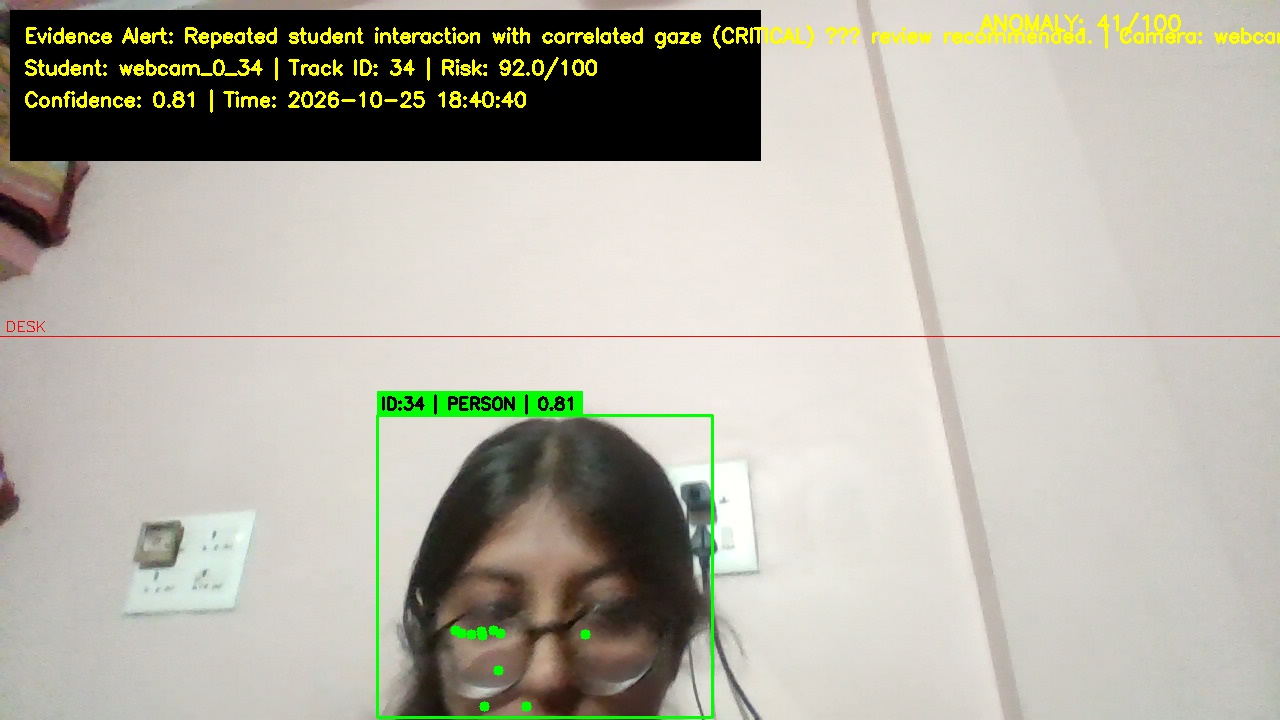 ANOMALY: 41/100
Evidence Alert: Repeated student interaction with correlated gaze (CRITICAL) ??? review recommended. | Camera: webcam
Student: webcam_0_34 | Track ID: 34 | Risk: 92.0/100
Confidence: 0.81 | Time: 2026-10-25 18:40:40
DESK
ID:34 | PERSON | 0.81